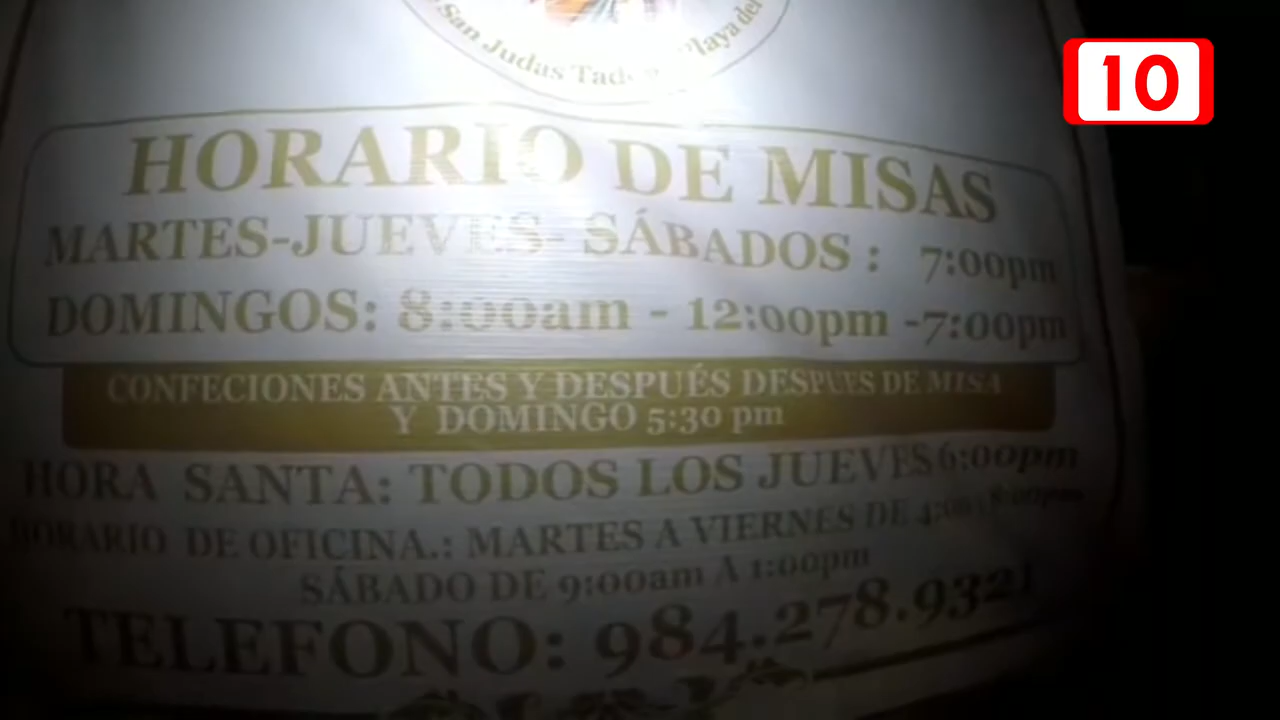 San Judas Playa del
10
HORARIO DE MISAS
MARTES-JUEVES- SÁBADOS : 7:00pm
DOMINGOS: 8:00am - 12:00pm -7:00pm
CONFECIONES ANTES Y DESPUÉS DESPUES DE MISA
Y DOMINGO 5:30 pm
HORA SANTA: TODOS LOS JUEVES 6:00pm
HORARIO DE OFICINA.: MARTES A VIERNES DE
SÁBADO DE 9:00am A 1:00pm
TELEFONO: 984.278.9321